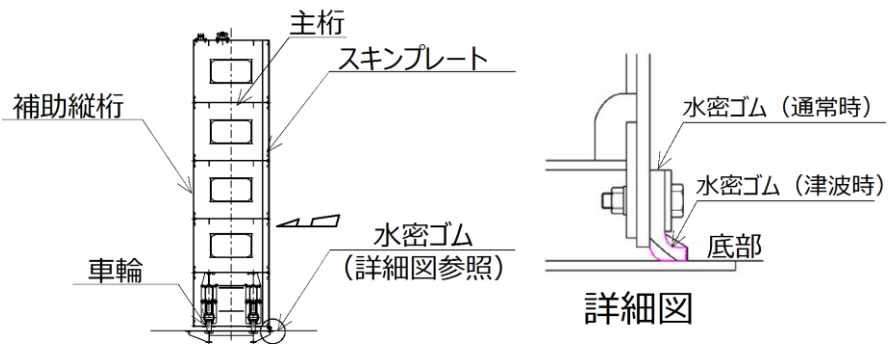 主桁
スキンプレート
補助縦桁
車輪
水密ゴム
(詳細図参照)
水密ゴム (通常時)
水密ゴム (津波時)
底部
詳細図